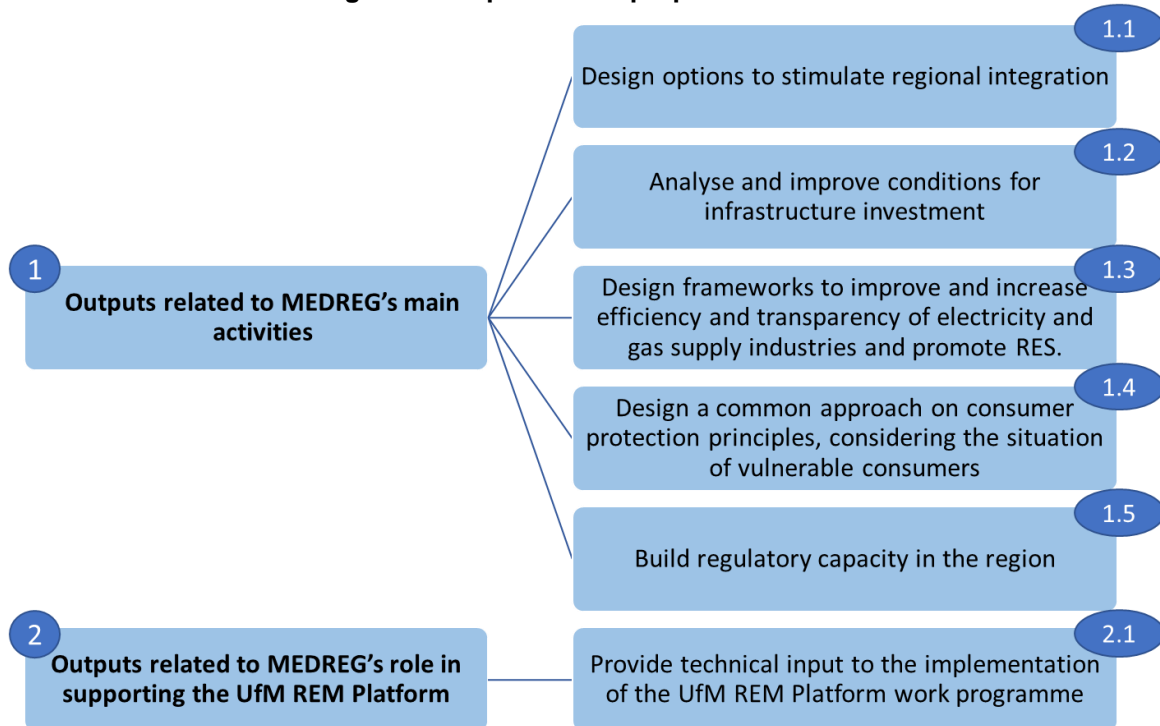 1
Outputs related to MEDREG's main
activities
1.1
Design options to stimulate regional integration
1.2
Analyse and improve conditions for
infrastructure investment
1.3
Design frameworks to improve and increase
efficiency and transparency of electricity and
gas supply industries and promote RES.
1.4
Design a common approach on consumer
protection principles, considering the situation
of vulnerable consumers
1.5
Build regulatory capacity in the region
2
Outputs related to MEDREG's role in
supporting the UfM REM Platform
2.1
Provide technical input to the implementation
of the UfM REM Platform work programme